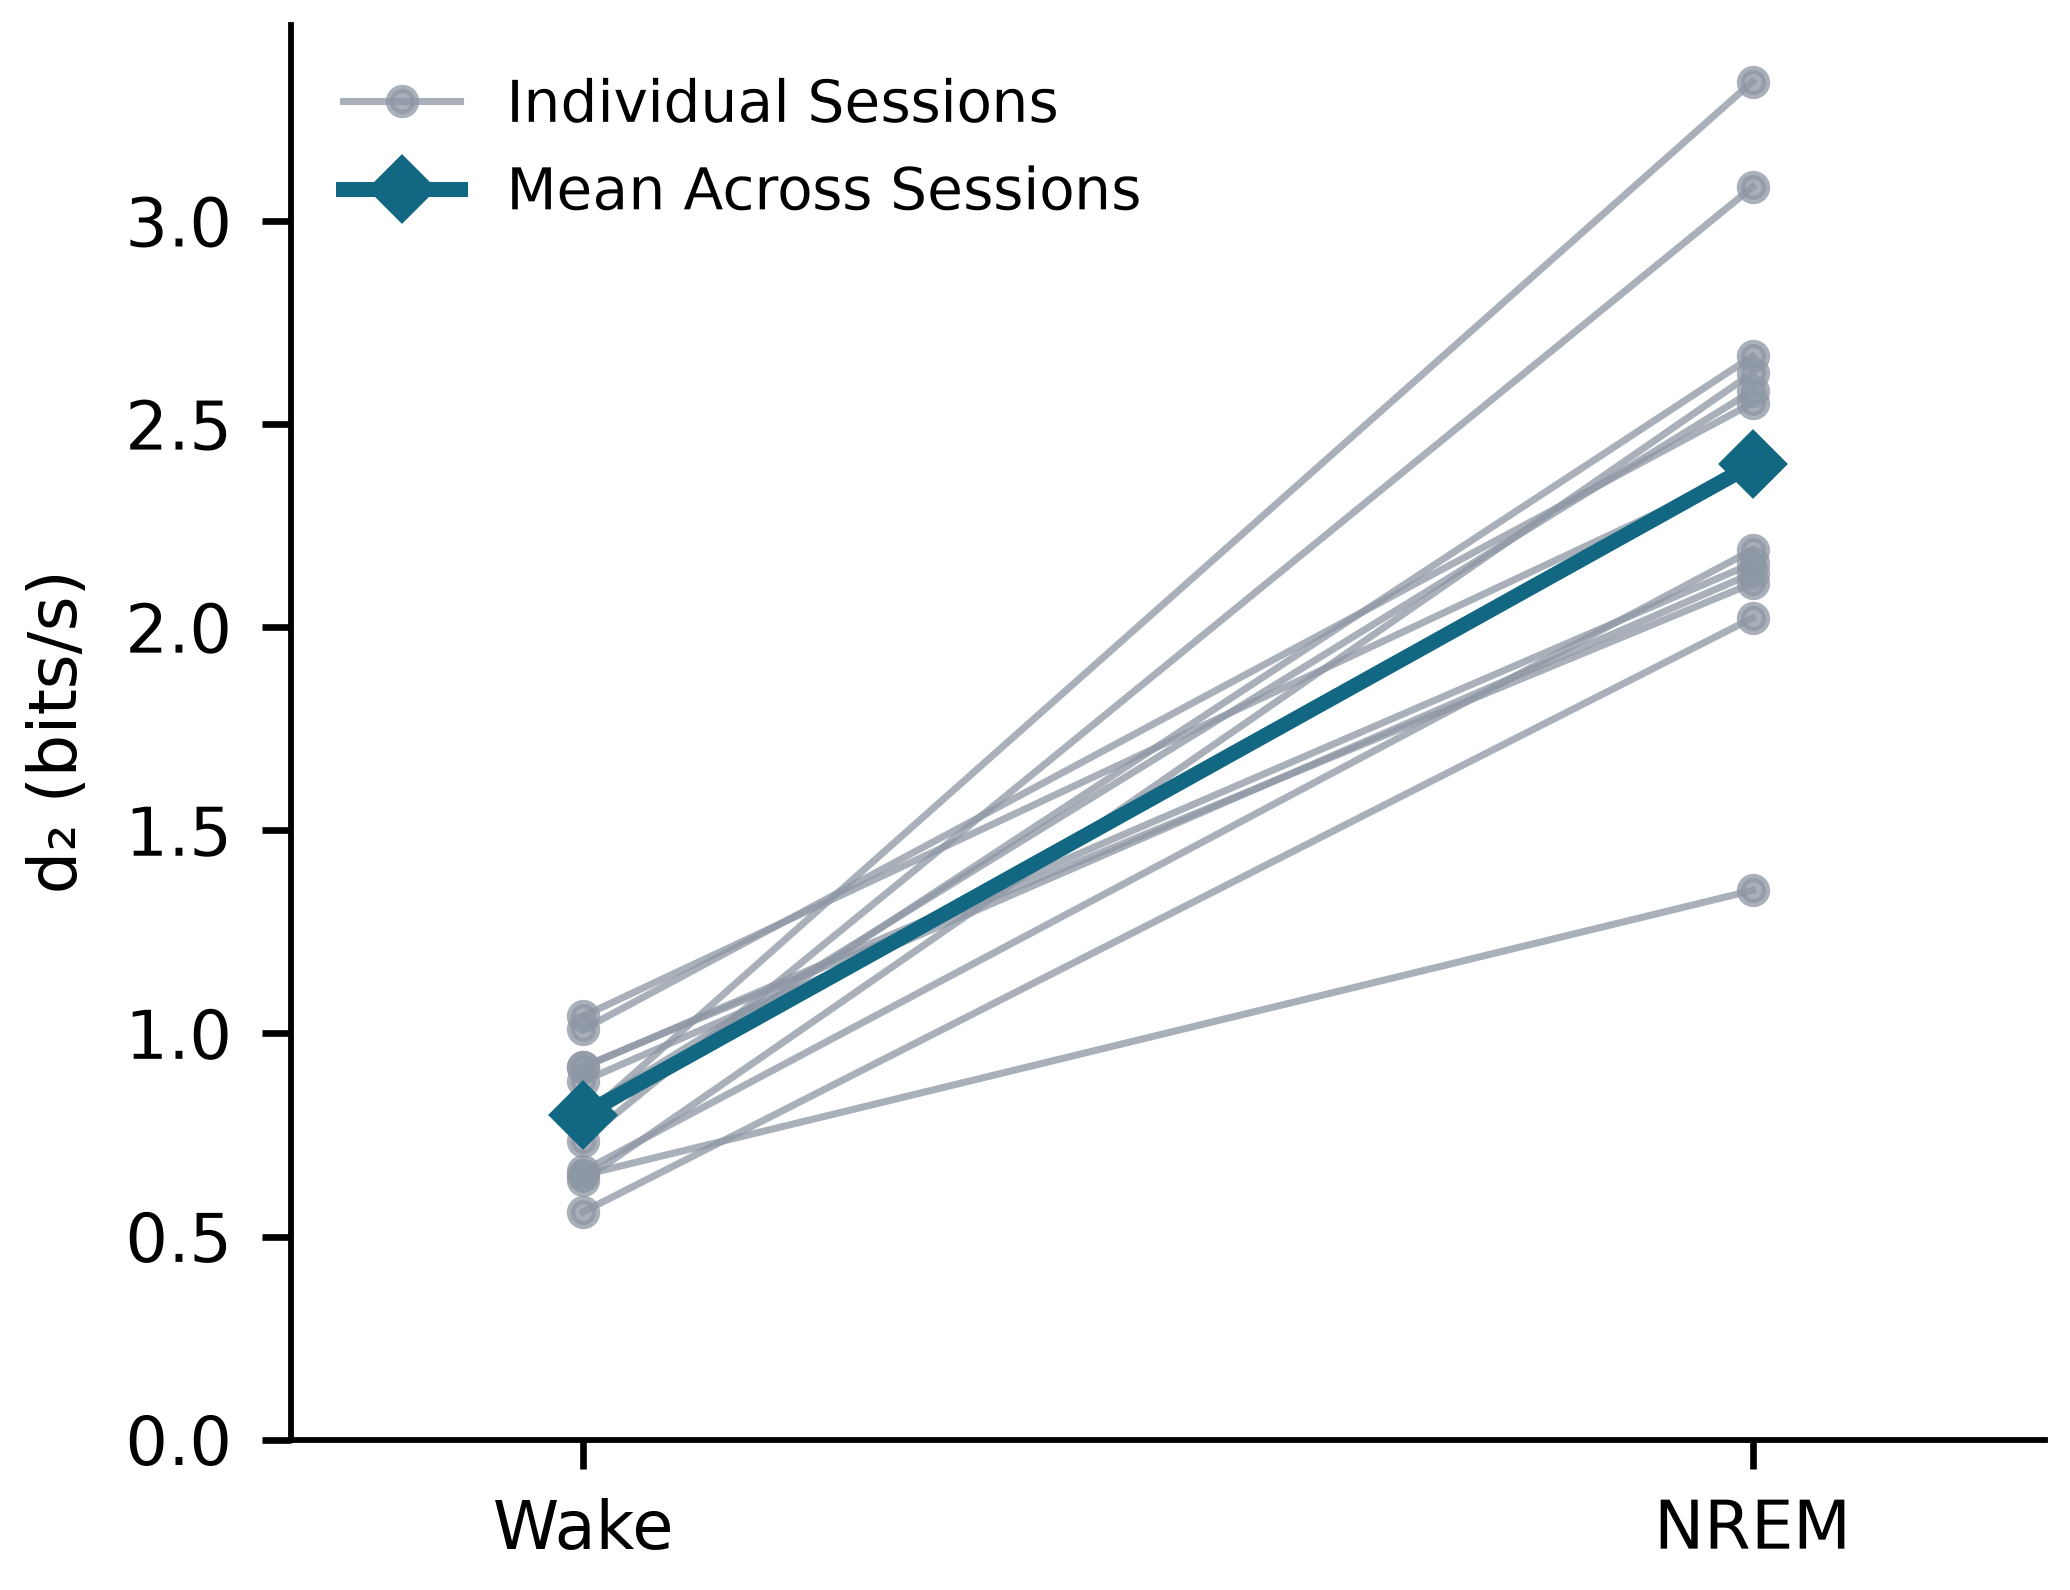 Individual Sessions
Mean Across Sessions
3.0
2.5
2.0
1.5
1.0
0.5
0.0
d₂ (bits/s)
Wake
NREM